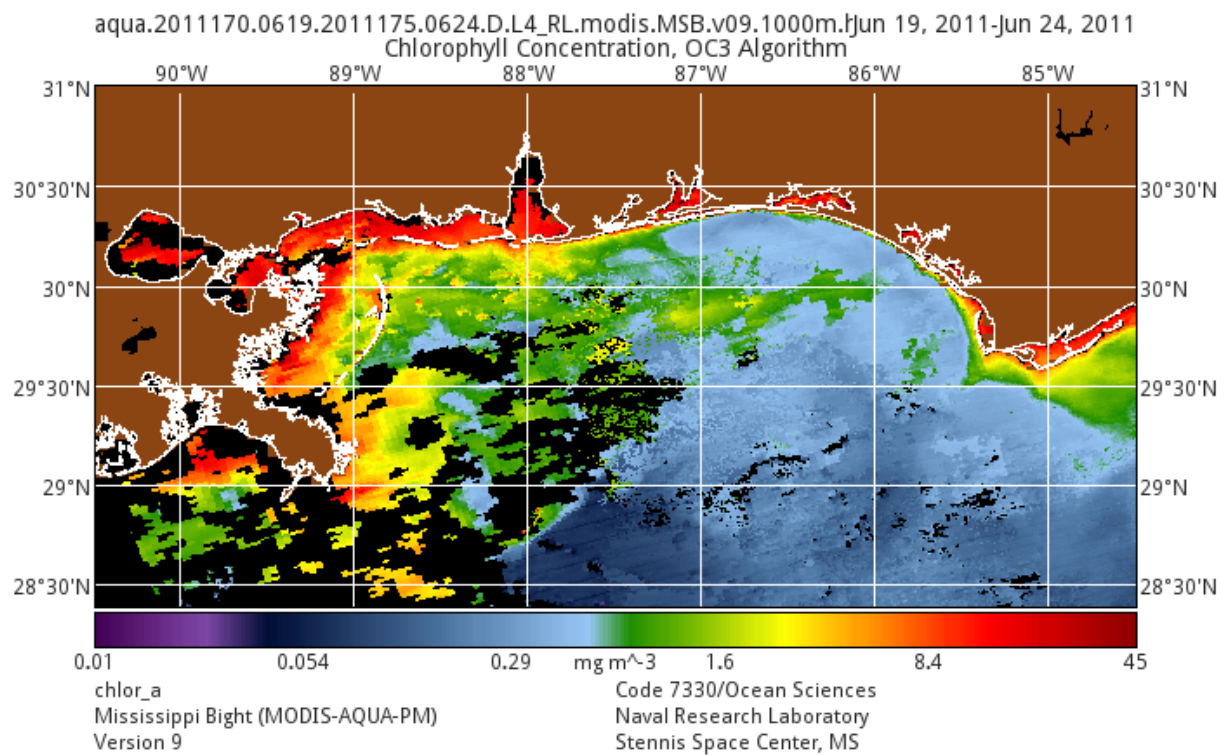 aqua.2011170.0619.2011175.0624.D.L4_RL.modis.MSB.v09.1000m.hJun 19, 2011-Jun 24, 2011
Chlorophyll Concentration, OC3 Algorithm
90°W 89°W 88°W 87°W 86°W 85°W
31°N 31°N
30°30'N 30°30'N
30°N 30°N
29°30'N 29°30'N
29°N 29°N
28°30'N 28°30'N
0.01 0.054 0.29 mg m^-3 1.6 8.4 45
chlor_a Code 7330/Ocean Sciences
Mississippi Bight (MODIS-AQUA-PM) Naval Research Laboratory
Version 9 Stennis Space Center, MS